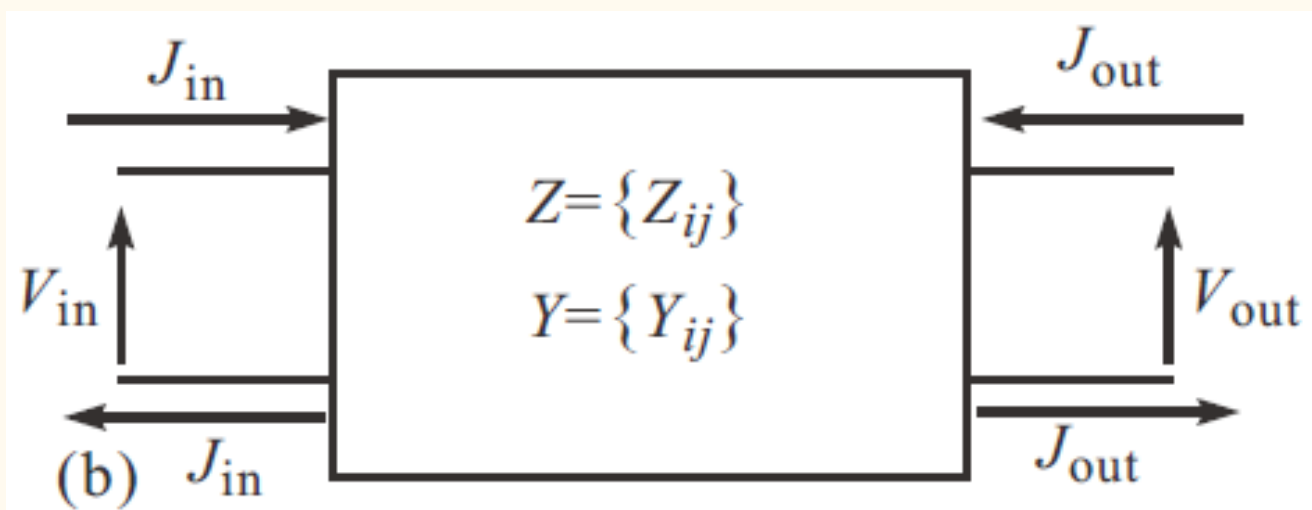 J_in J_out
Z={Z_ij}
V_in V_out
Y={Y_ij}
(b) J_in J_out